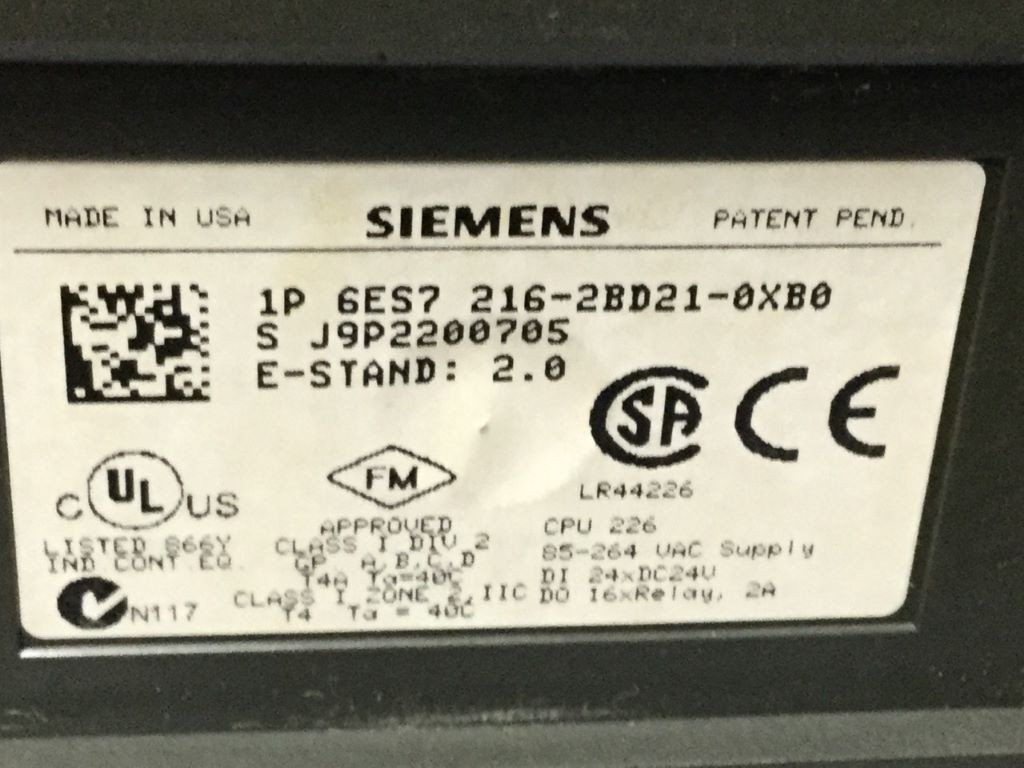 MADE IN USA SIEMENS PATENT PEND.
1P 6ES7 216-2BD21-0XB0
S J9P2200705
E-STAND: 2.0
SA CE
C UL US
FM
LR44226
APPROVED
CLASS I DIV 2
GP A,B,C,D
T4A Ta=40C
CLASS I ZONE 2, IIC
T4 Ta = 40C
CPU 226
85-264 VAC Supply
DI 24xDC24V
DO 16xRelay, 2A
LISTED 866Y
IND CONT EQ
N117